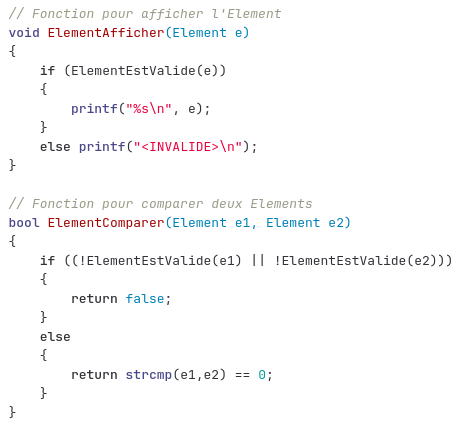 // Fonction pour afficher l'Element
void ElementAfficher(Element e)
{
    if (ElementEstValide(e))
    {
        printf("%s\n", e);
    }
    else printf("<INVALIDE>\n");
}

// Fonction pour comparer deux Elements
bool ElementComparer(Element e1, Element e2)
{
    if ((!ElementEstValide(e1) || !ElementEstValide(e2)))
    {
        return false;
    }
    else
    {
        return strcmp(e1,e2) == 0;
    }
}